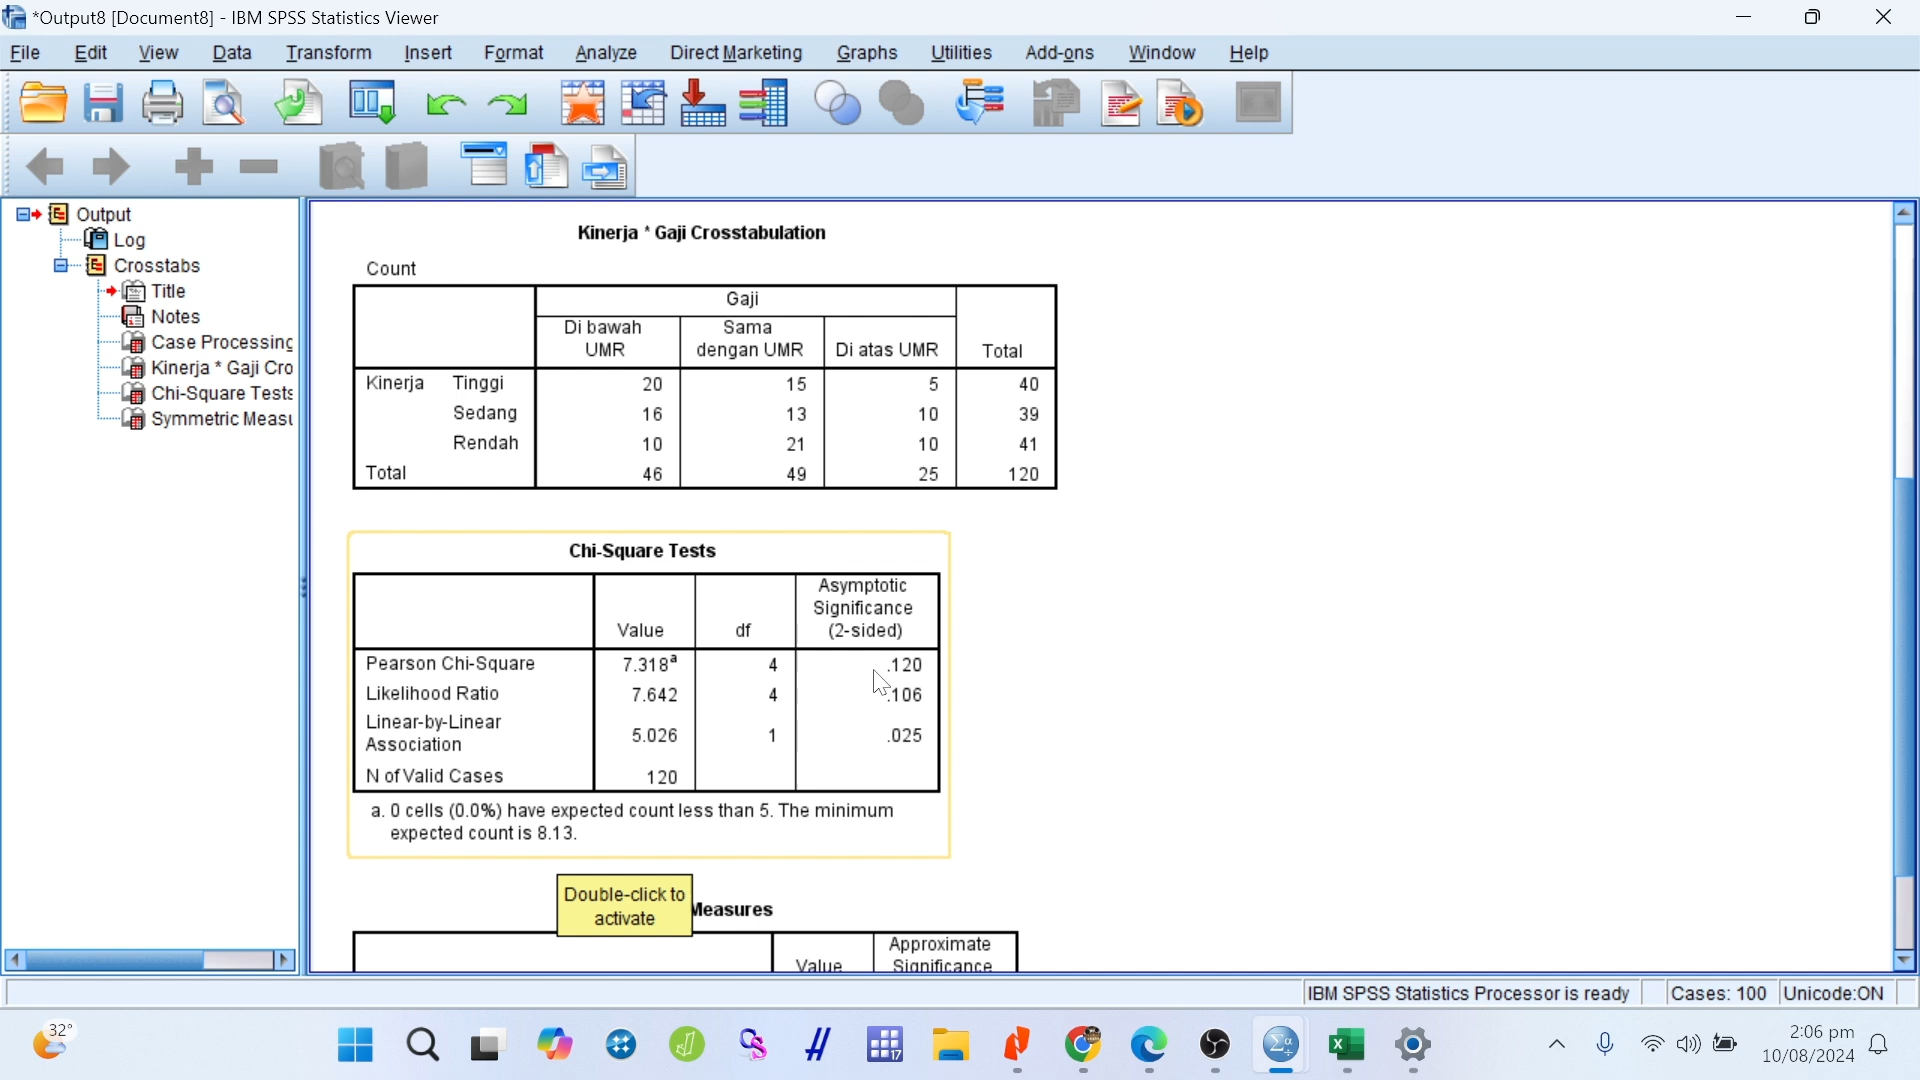 *Output8 [Document8] - IBM SPSS Statistics Viewer
File Edit View Data Transform Insert Format Analyze Direct Marketing Graphs Utilities Add-ons Window Help
Output
Log
Crosstabs
Title
Notes
Case Processing
Kinerja * Gaji Cro
Chi-Square Tests
Symmetric Measu
Kinerja * Gaji Crosstabulation
Count
Gaji
Di bawah UMR Sama dengan UMR Di atas UMR Total
Kinerja Tinggi 20 15 5 40
Sedang 16 13 10 39
Rendah 10 21 10 41
Total 46 49 25 120
Chi-Square Tests
Value df Asymptotic Significance (2-sided)
Pearson Chi-Square 7.318a 4 .120
Likelihood Ratio 7.642 4 .106
Linear-by-Linear Association 5.026 1 .025
N of Valid Cases 120
a. 0 cells (0.0%) have expected count less than 5. The minimum
expected count is 8.13.
Double-click to
activate
Measures
Value Approximate Significance
IBM SPSS Statistics Processor is ready Cases: 100 Unicode:ON
32°
17
2:06 pm
10/08/2024